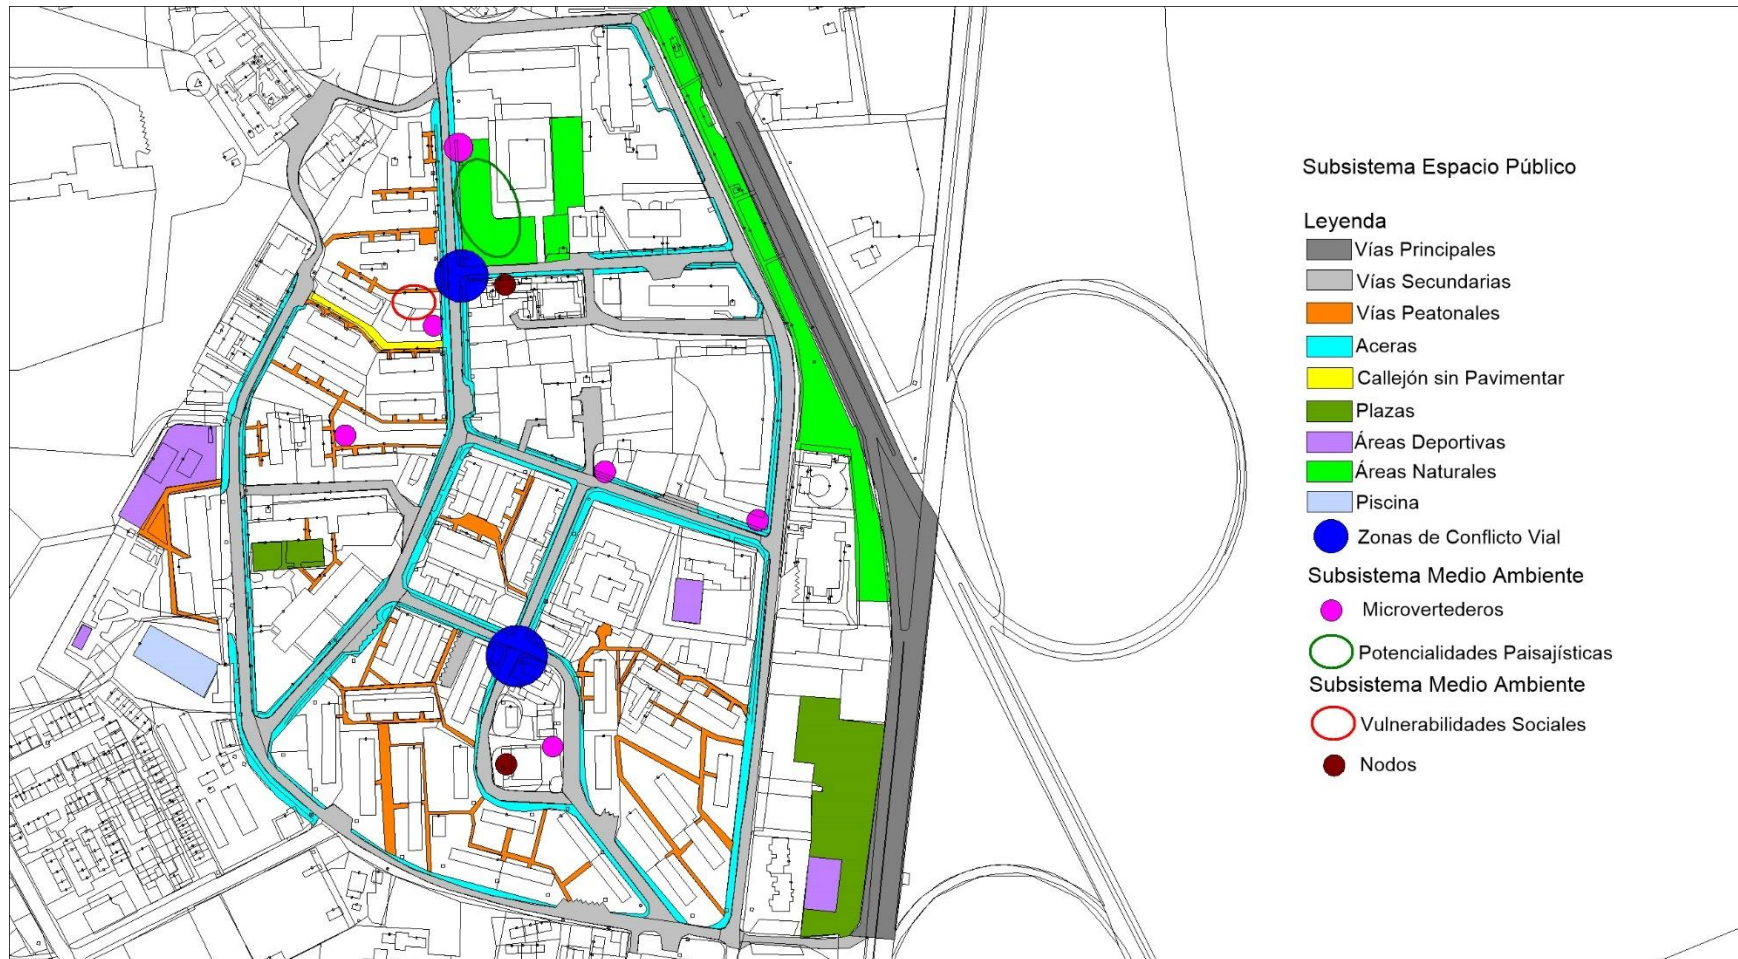 Subsistema Espacio Público
Leyenda
Vías Principales
Vías Secundarias
Vías Peatonales
Aceras
Callejón sin Pavimentar
Plazas
Áreas Deportivas
Áreas Naturales
Piscina
Zonas de Conflicto Vial
Subsistema Medio Ambiente
Microvertederos
Potencialidades Paisajísticas
Subsistema Medio Ambiente
Vulnerabilidades Sociales
Nodos